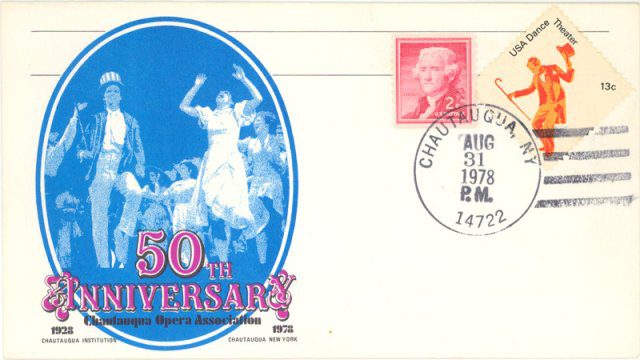 50TH
ANNIVERSARY
Chautauqua Opera Association
1928 1978
CHAUTAUQUA INSTITUTION CHAUTAUQUA NEW YORK
2¢
USA Dance
Theater
13c
CHAUTAUQUA, NY
AUG
31
1978
P.M.
14722